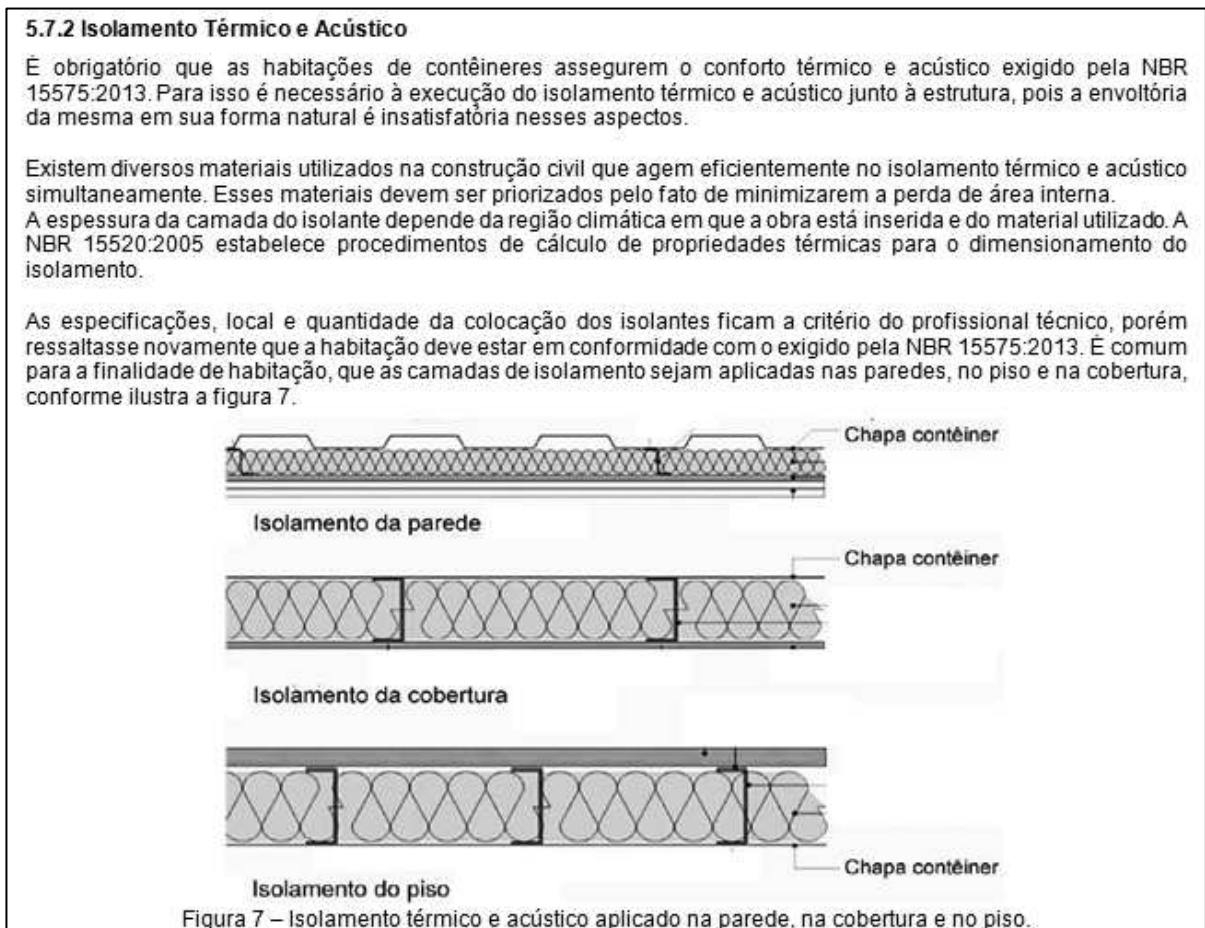 5.7.2 Isolamento Térmico e Acústico
É obrigatório que as habitações de contêineres assegurem o conforto térmico e acústico exigido pela NBR
15575:2013. Para isso é necessário à execução do isolamento térmico e acústico junto à estrutura, pois a envoltória
da mesma em sua forma natural é insatisfatória nesses aspectos.
Existem diversos materiais utilizados na construção civil que agem eficientemente no isolamento térmico e acústico
simultaneamente. Esses materiais devem ser priorizados pelo fato de minimizarem a perda de área interna.
A espessura da camada do isolante depende da região climática em que a obra está inserida e do material utilizado. A
NBR 15520:2005 estabelece procedimentos de cálculo de propriedades térmicas para o dimensionamento do
isolamento.
As especificações, local e quantidade da colocação dos isolantes ficam a critério do profissional técnico, porém
ressaltasse novamente que a habitação deve estar em conformidade com o exigido pela NBR 15575:2013. É comum
para a finalidade de habitação, que as camadas de isolamento sejam aplicadas nas paredes, no piso e na cobertura,
conforme ilustra a figura 7.
Chapa contêiner
Isolamento da parede
Chapa contêiner
Isolamento da cobertura
Chapa contêiner
Isolamento do piso
Figura 7 – Isolamento térmico e acústico aplicado na parede, na cobertura e no piso.